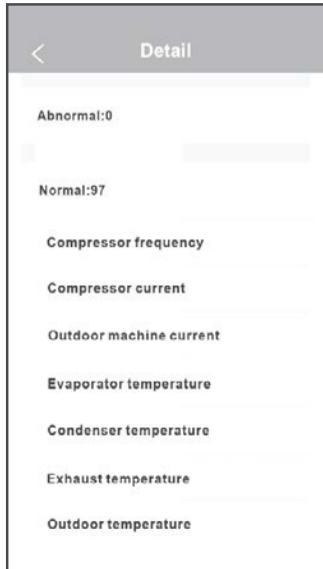 Detail
Abnormal:0
Normal:97
Compressor frequency
Compressor current
Outdoor machine current
Evaporator temperature
Condenser temperature
Exhaust temperature
Outdoor temperature